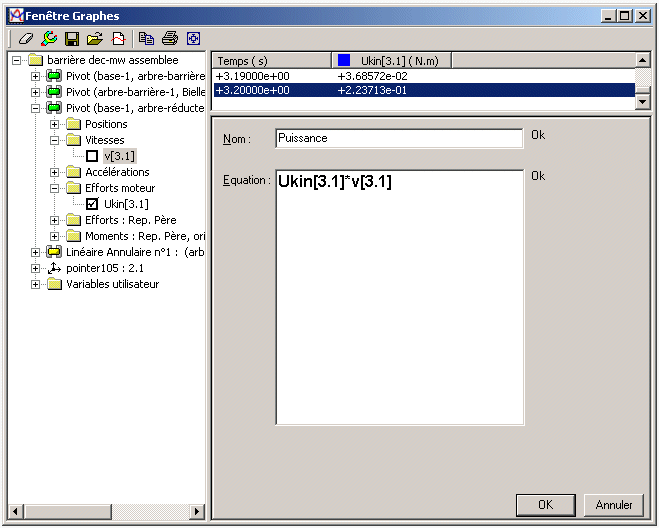 Fenêtre Graphes
barrière dec-mw assemblee
Pivot (base-1, arbre-barrière
Pivot (arbre-barrière-1, Bielle
Pivot (base-1, arbre-réducte
Positions
Vitesses
v[3.1]
Accélérations
Efforts moteur
Ukin[3.1]
Efforts : Rep. Père
Moments : Rep. Père, ori
Linéaire Annulaire n°1 : (arb
pointer105 : 2.1
Variables utilisateur
Temps ( s) Ukin[3.1] ( N.m)
+3.19000e+00 +3.68572e-02
+3.20000e+00 +2.23713e-01
Nom : Puissance Ok
Equation : Ukin[3.1]*v[3.1] Ok
OK Annuler